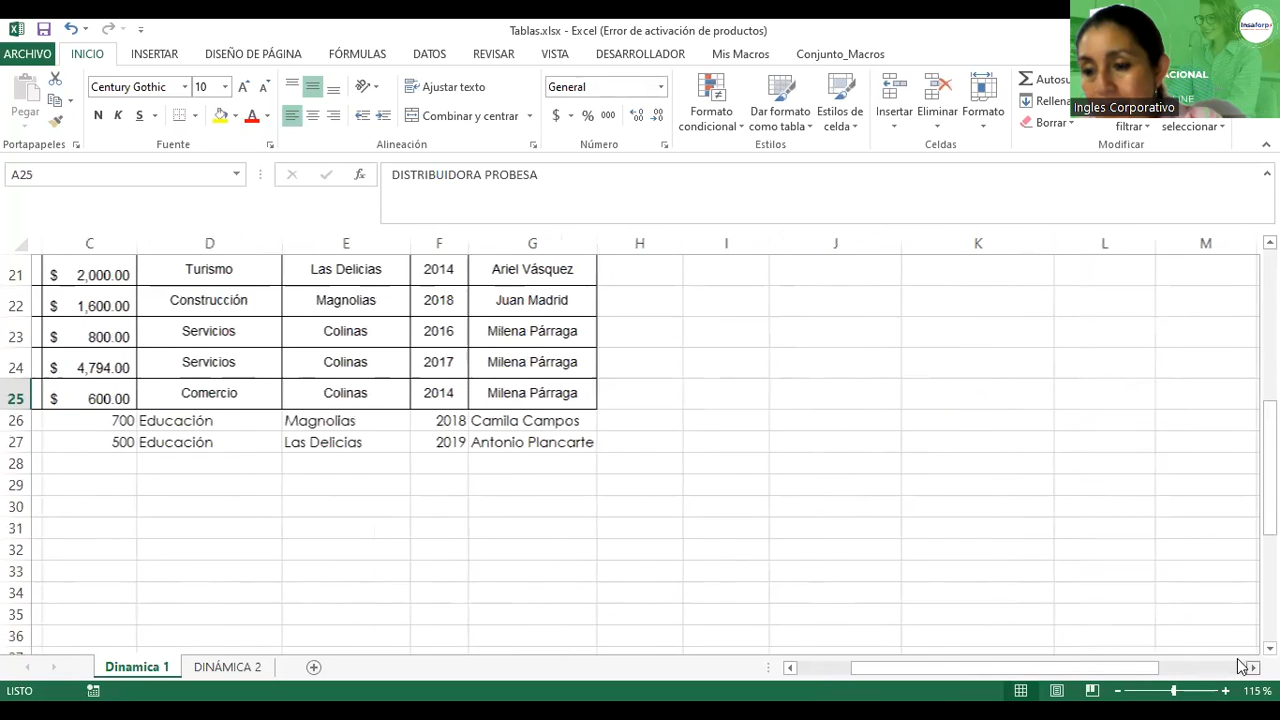 Tablas.xlsx - Excel (Error de activación de productos)
ARCHIVO INICIO INSERTAR DISEÑO DE PÁGINA FÓRMULAS DATOS REVISAR VISTA DESARROLLADOR Mis Macros Conjunto_Macros
Insaforp
ACIONAL
INE
Ingles Corporativo
Pegar
Century Gothic 10
N K S
Ajustar texto
Combinar y centrar
General
$ % 000
Formato condicional
Dar formato como tabla
Estilos de celda
Insertar
Eliminar
Formato
Autosu
Rellena
Borrar
filtrar
seleccionar
Portapapeles Fuente Alineación Número Estilos Celdas Modificar
A25 fx DISTRIBUIDORA PROBESA
C D E F G H I J K L M
21 $ 2,000.00 Turismo Las Delicias 2014 Ariel Vásquez
22 $ 1,600.00 Construcción Magnolias 2018 Juan Madrid
23 $ 800.00 Servicios Colinas 2016 Milena Párraga
24 $ 4,794.00 Servicios Colinas 2017 Milena Párraga
25 $ 600.00 Comercio Colinas 2014 Milena Párraga
26 700 Educación Magnolias 2018 Camila Campos
27 500 Educación Las Delicias 2019 Antonio Plancarte
28
29
30
31
32
33
34
35
36
Dinamica 1 DINÁMICA 2
LISTO 115 %